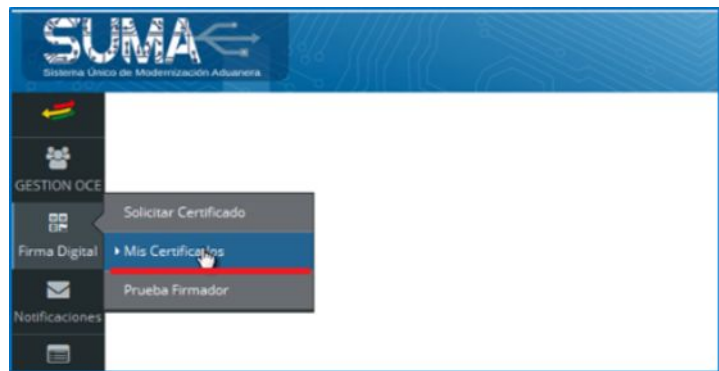 SUMA
Sistema Único de Modernización Aduanera
GESTION OCE
Solicitar Certificado
Firma Digital
Mis Certificados
Prueba Firmador
Notificaciones